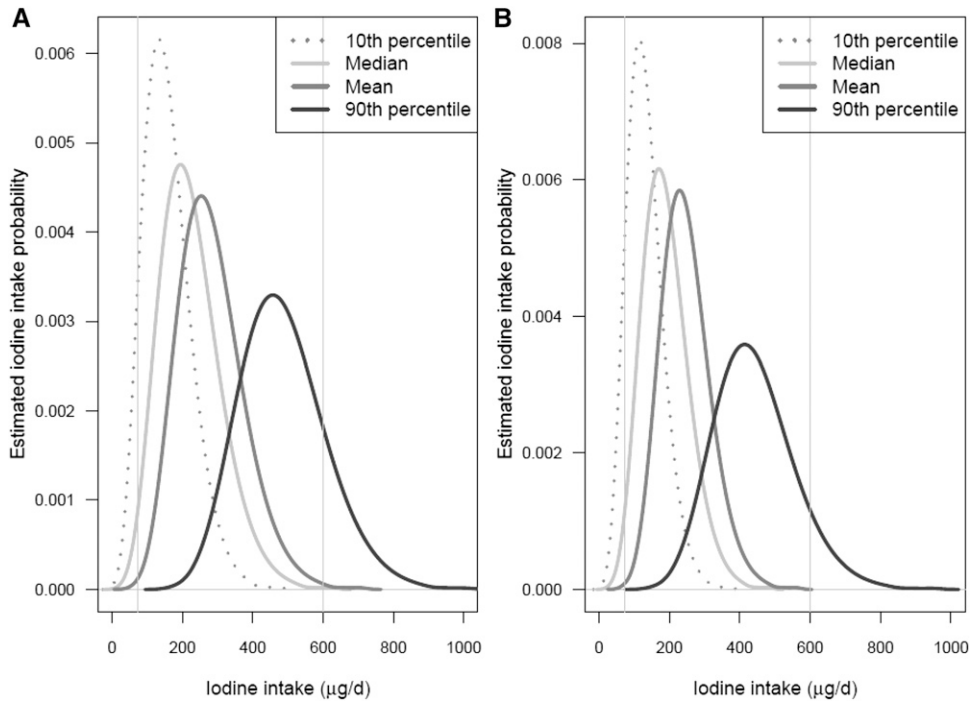 A
10th percentile
Median
Mean
90th percentile
0.006
0.005
0.004
0.003
0.002
0.001
0.000
Estimated iodine intake probability
0 200 400 600 800 1000
Iodine intake (μg/d)
B
10th percentile
Median
Mean
90th percentile
0.008
0.006
0.004
0.002
0.000
Estimated iodine intake probability
0 200 400 600 800 1000
Iodine intake (μg/d)